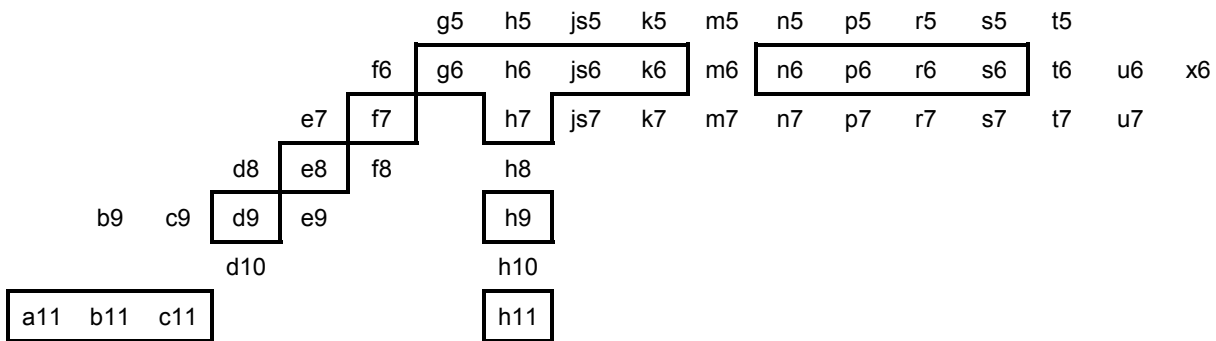 g5 h5 js5 k5 m5 n5 p5 r5 s5 t5
f6 g6 h6 js6 k6 m6 n6 p6 r6 s6 t6 u6 x6
e7 f7 h7 js7 k7 m7 n7 p7 r7 s7 t7 u7
d8 e8 f8 h8
b9 c9 d9 e9 h9
d10 h10
a11 b11 c11 h11